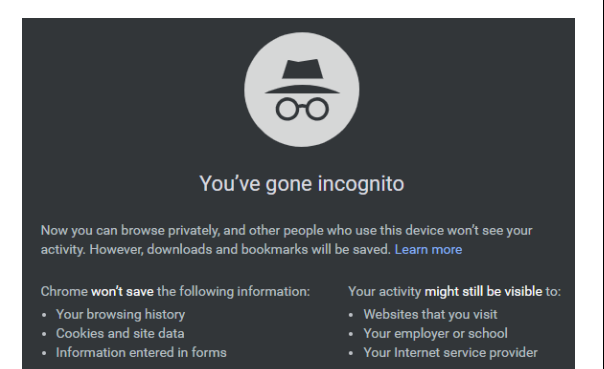 You've gone incognito
Now you can browse privately, and other people who use this device won't see your
activity. However, downloads and bookmarks will be saved. Learn more
Chrome won't save the following information:
• Your browsing history
• Cookies and site data
• Information entered in forms
Your activity might still be visible to:
• Websites that you visit
• Your employer or school
• Your Internet service provider